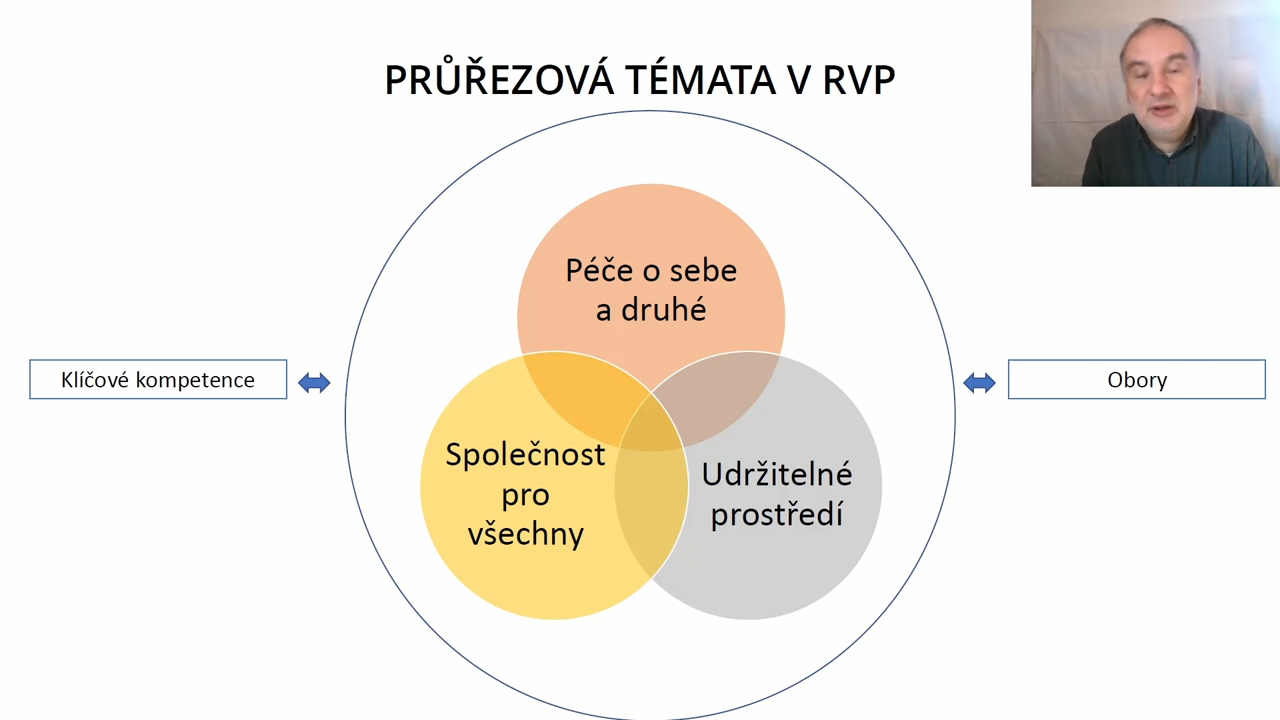 PRŮŘEZOVÁ TÉMATA V RVP
Péče o sebe
a druhé
Klíčové kompetence
Obory
Společnost
pro
všechny
Udržitelné
prostředí